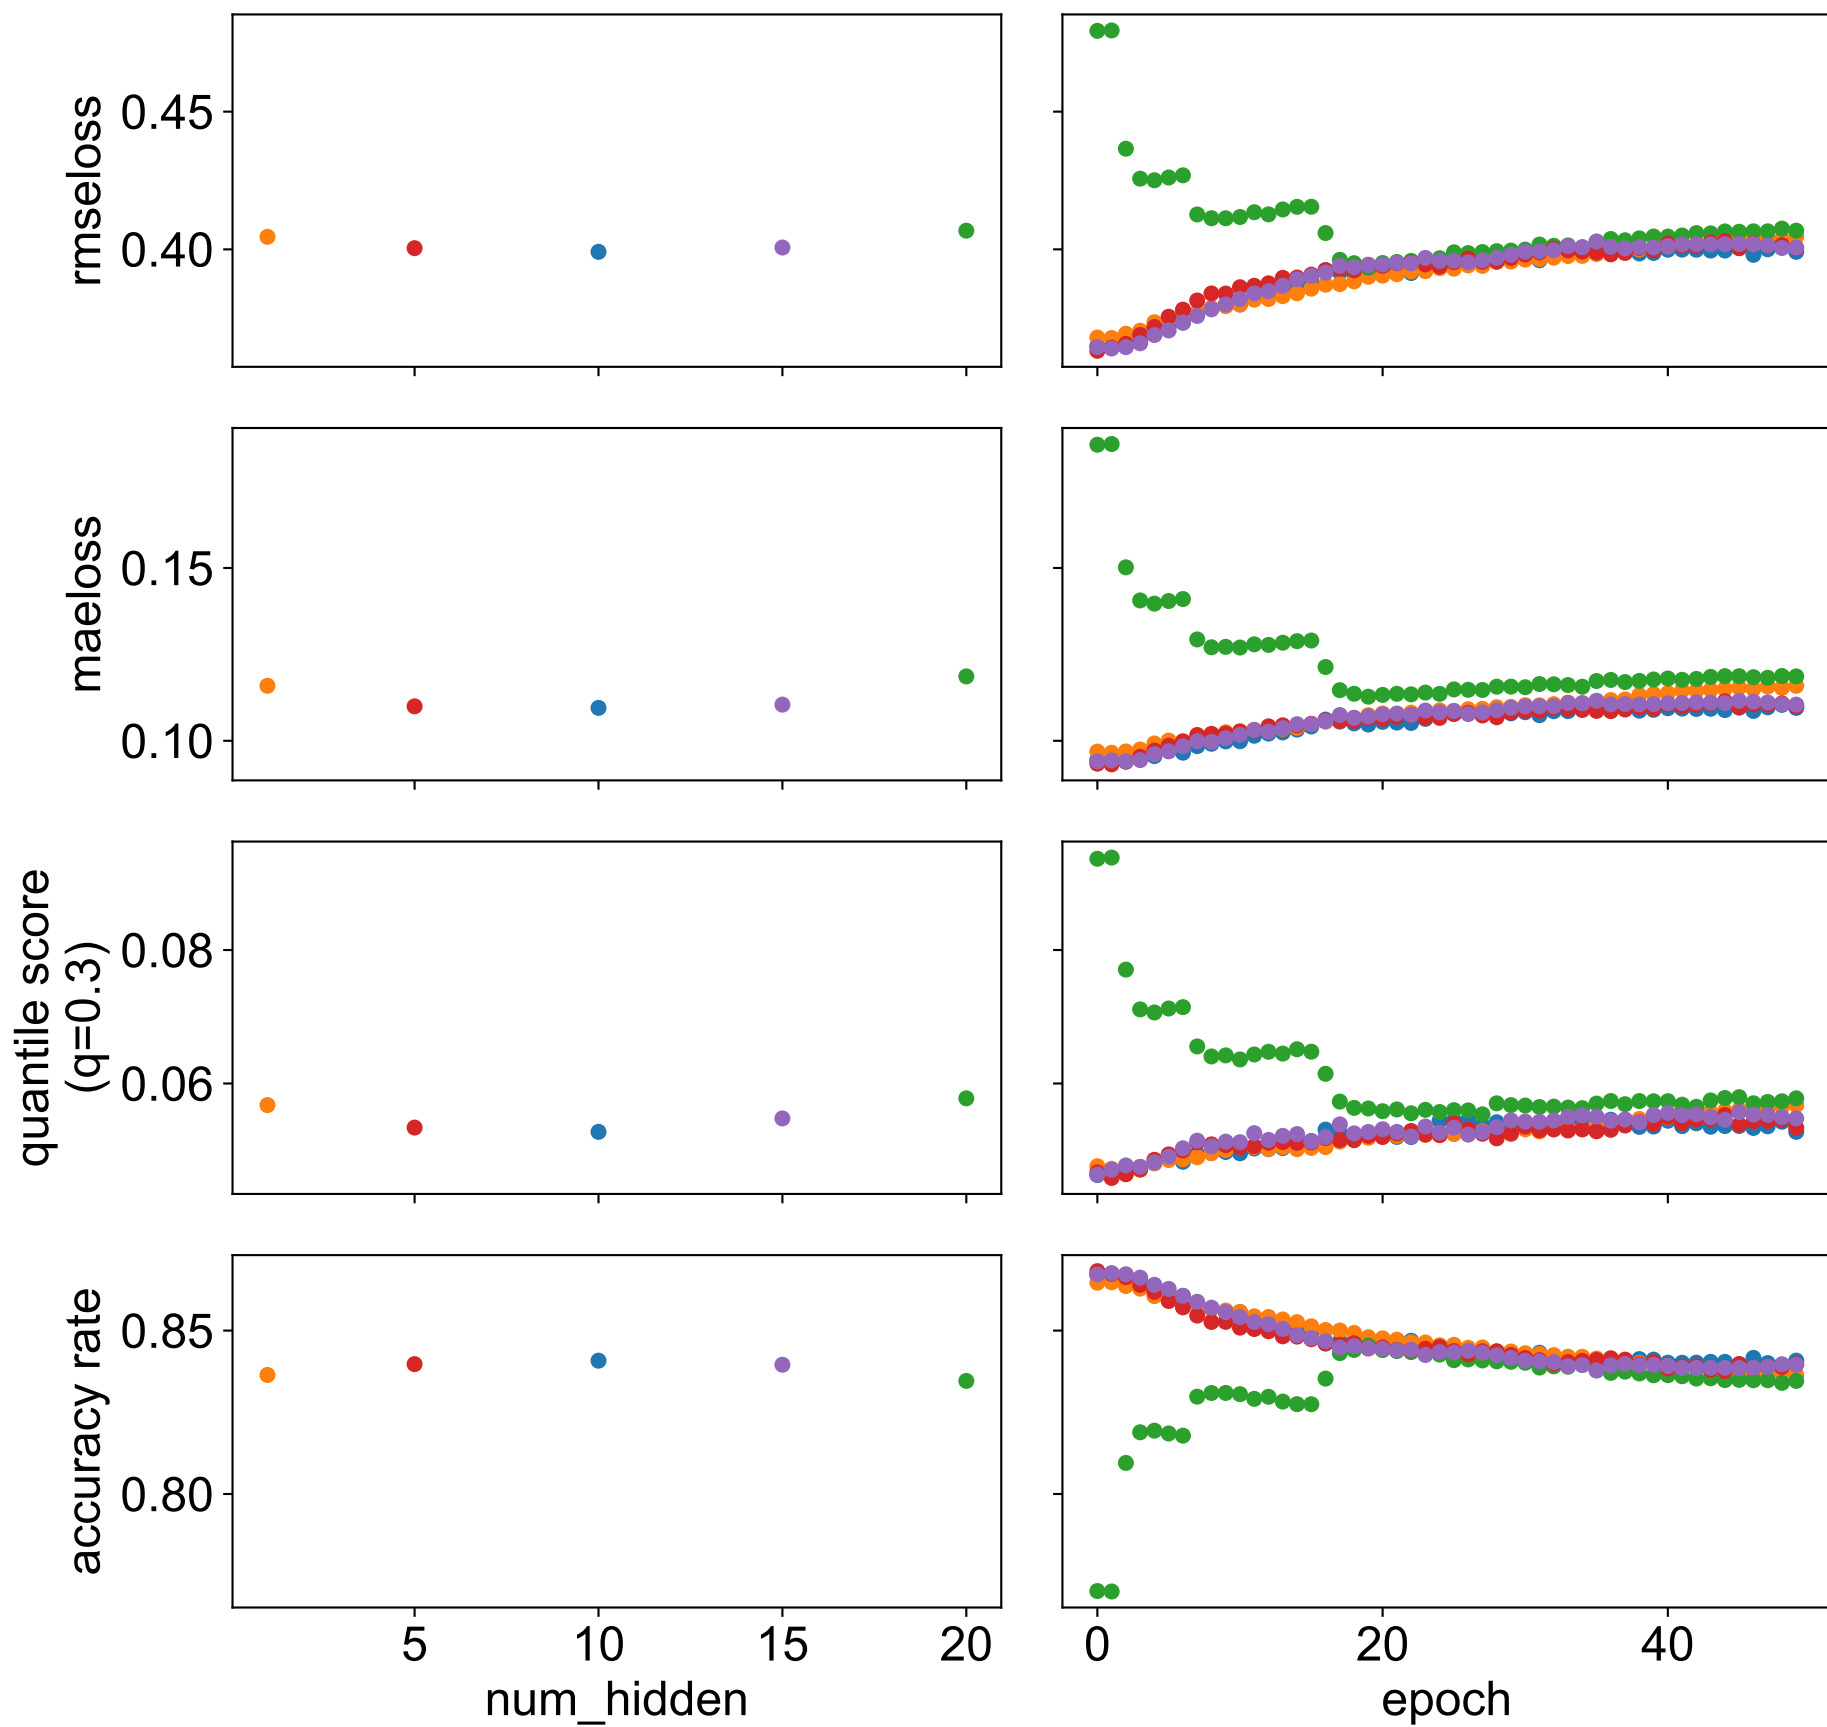 rmseloss
0.45
0.40
maeloss
0.15
0.10
quantile score
(q=0.3)
0.08
0.06
accuracy rate
0.85
0.80
5 10 15 20
num_hidden
0 20 40
epoch